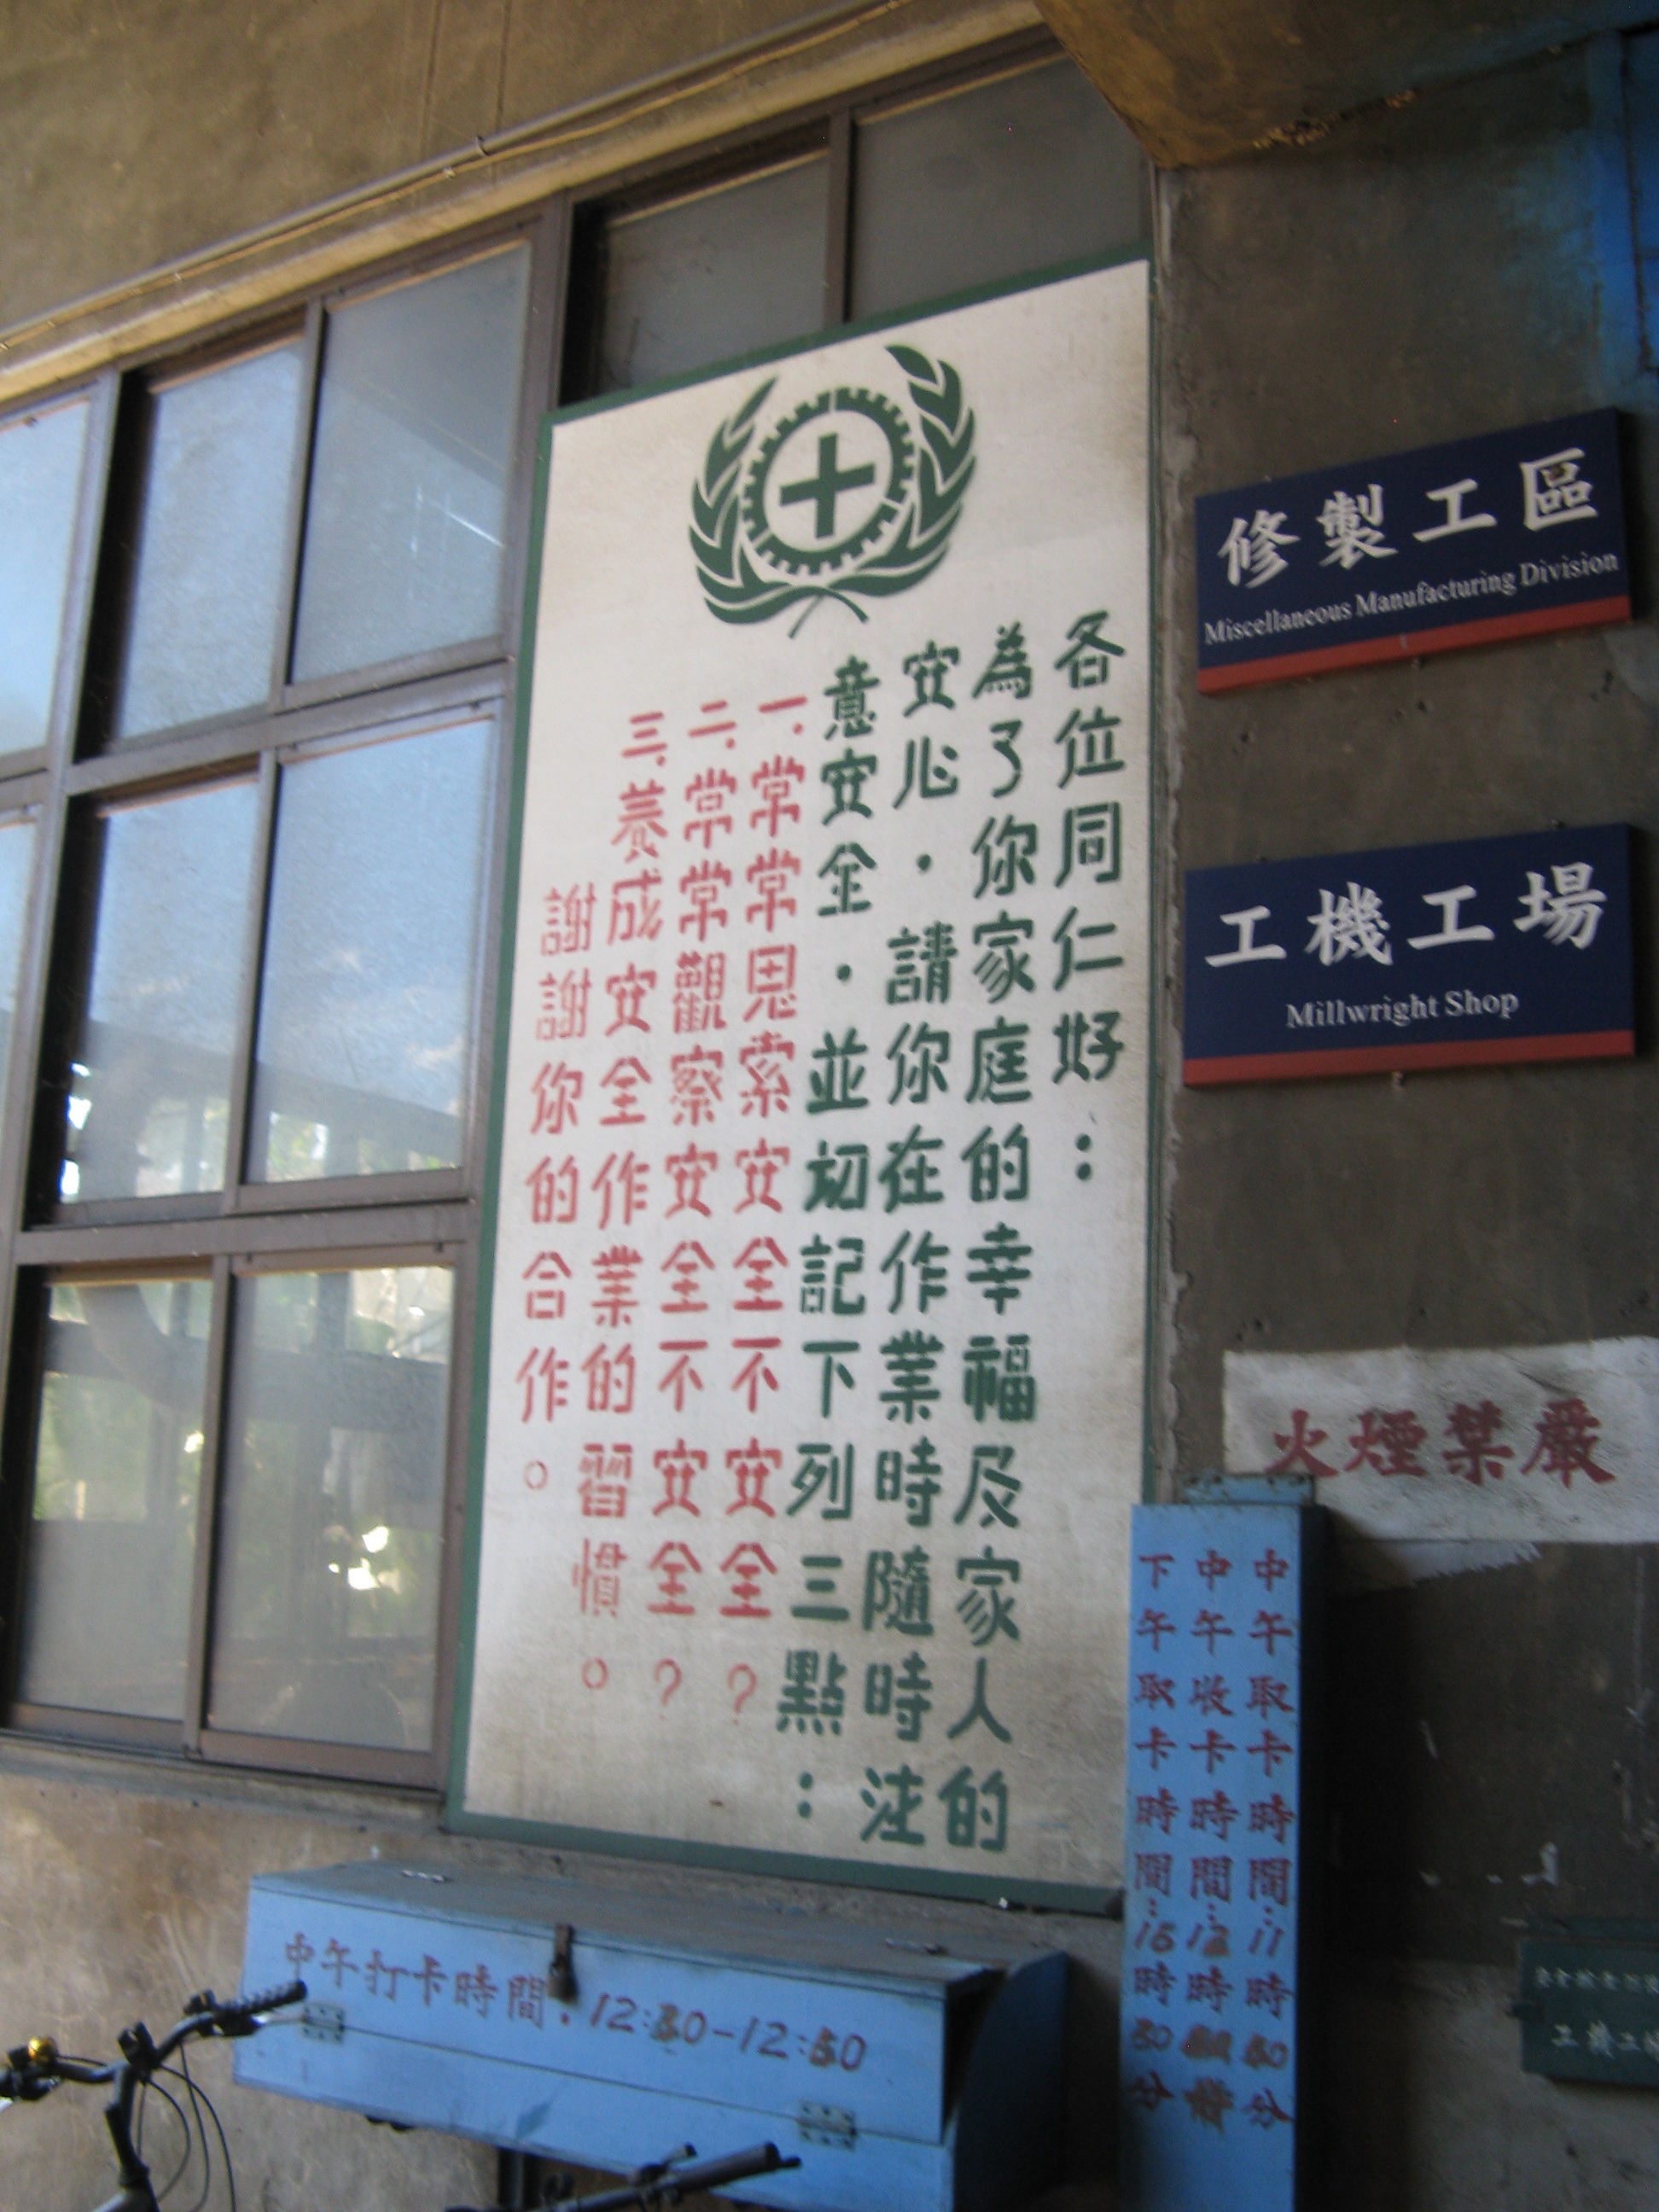 修製工區
Miscellaneous Manufacturing Division
工機工場
Millwright Shop
各位同仁好：
為了你家庭的幸福及家人的
安心．請你在作業時隨時注
意安全．並切記下列三點：
一.常常思索安全不安全？
二.常常觀察安全不安全？
三.養成安全作業的習慣。
謝謝你的合作。
火煙禁嚴
中午取卡時間：11時30分
中午收卡時間：12時
下午取卡時間：15時30分
中午打卡時間．12:30-12:50
工機工